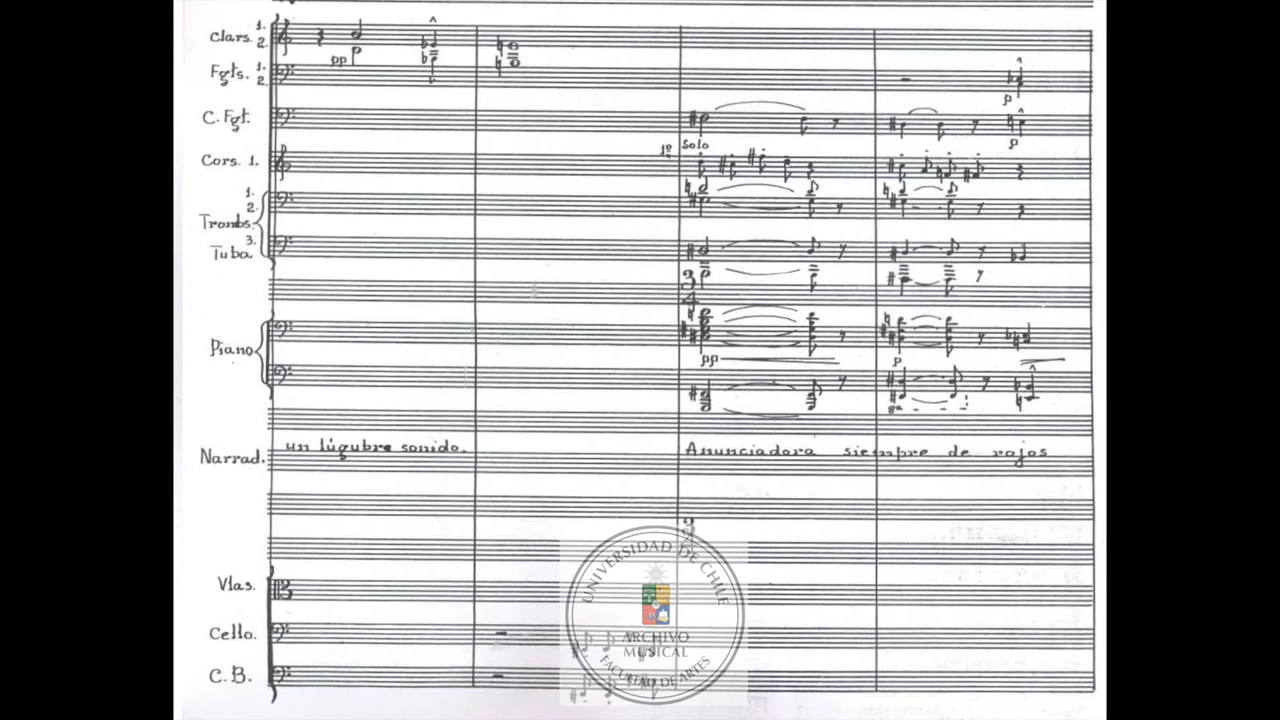 Clars. 1.
2.
pp
Fgts. 1.
2.
p
C. Fgt.
p
1º Solo
Cors. 1.
1.
2.
Trombs.
3.
Tuba
3
4
Piano
pp
p
8ª
un lúgubre sonido.
Anunciadora siempre de rojos
Narrad.
3
UNIVERSIDAD DE CHILE
Vlas.
Cello.
ARCHIVO
MUSICAL
FACULTAD DE ARTES
C.B.